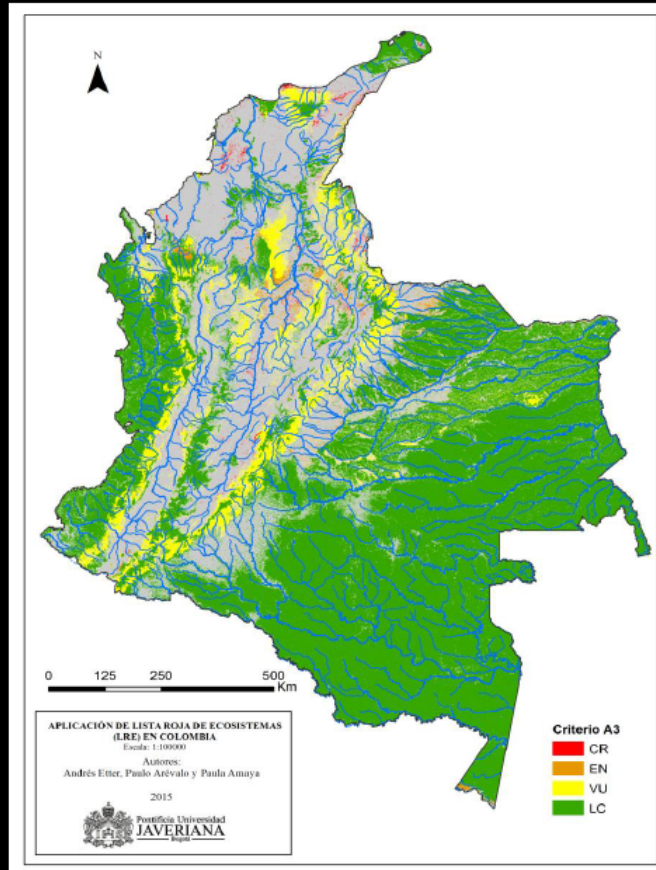 N
0 125 250 500
Km
APLICACIÓN DE LISTA ROJA DE ECOSISTEMAS
(LRE) EN COLOMBIA
Escala: 1:100000
Autores:
Andrés Etter, Paulo Arévalo y Paula Amaya
2015
Pontificia Universidad
JAVERIANA
Bogotá
Criterio A3
CR
EN
VU
LC